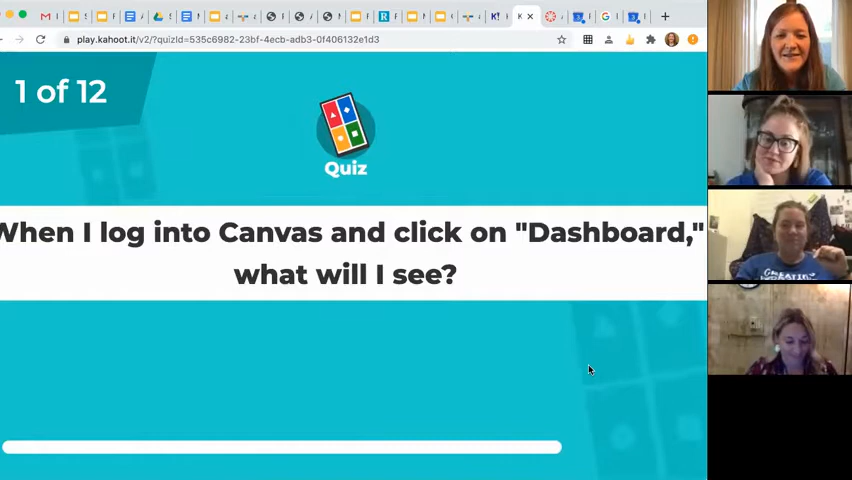 play.kahoot.it/v2/?quizId=535c6982-23bf-4ecb-adb3-0f406132e1d3
1 of 12
Quiz
When I log into Canvas and click on "Dashboard,"
what will I see?
CREATING